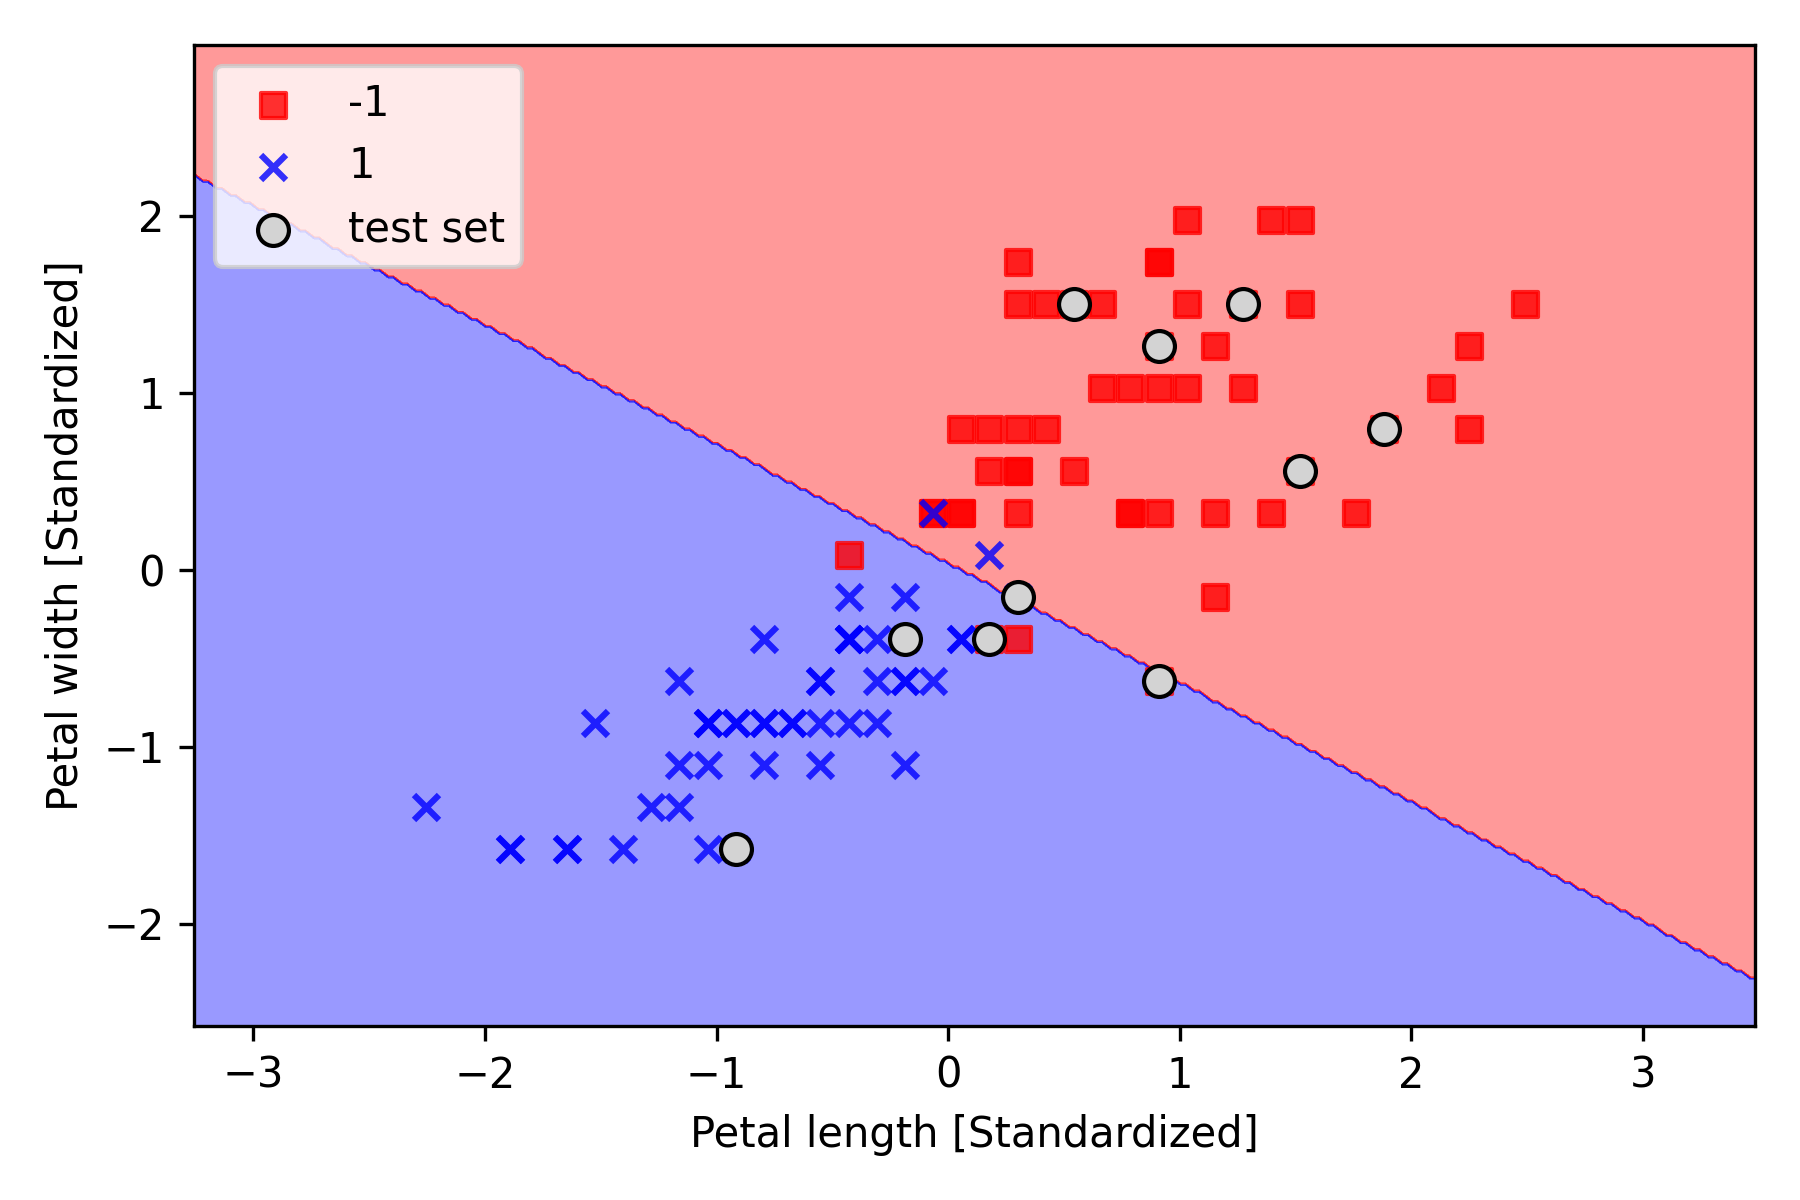 -1
1
test set
2
1
0
−1
−2
Petal width [Standardized]
−3 −2 −1 0 1 2 3
Petal length [Standardized]